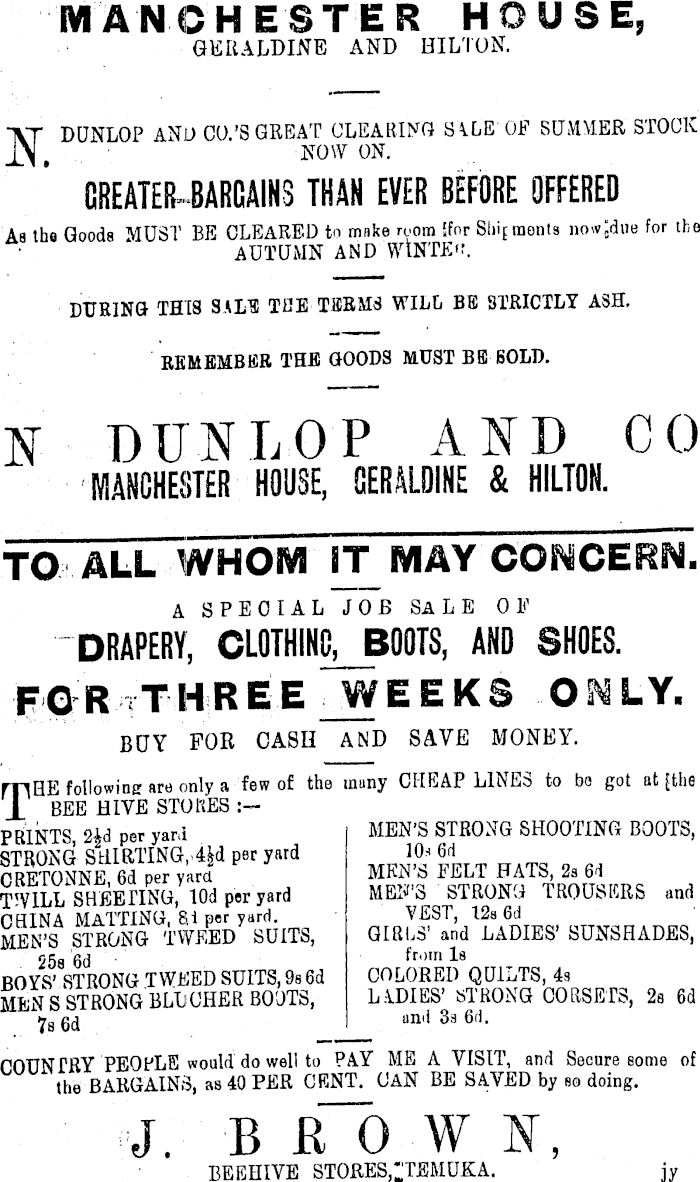 MANCHESTER HOUSE,
GERALDINE AND HILTON.
N. DUNLOP AND CO.'S GREAT CLEARING SALE OF SUMMER STOCK
NOW ON.
GREATER BARGAINS THAN EVER BEFORE OFFERED
As the Goods MUST BE CLEARED to make room for Shipments now due for the
AUTUMN AND WINTER.
DURING THIS SALE THE TERMS WILL BE STRICTLY ASH.
REMEMBER THE GOODS MUST BE SOLD.
N DUNLOP AND CO
MANCHESTER HOUSE, GERALDINE & HILTON.
TO ALL WHOM IT MAY CONCERN.
A SPECIAL JOB SALE OF
DRAPERY, CLOTHING, BOOTS, AND SHOES.
FOR THREE WEEKS ONLY.
BUY FOR CASH AND SAVE MONEY.
THE following are only a few of the many CHEAP LINES to be got at the
BEE HIVE STORES :—
PRINTS, 2½d per yard
STRONG SHIRTING, 4½d per yard
CRETONNE, 6d per yard
TWILL SHEETING, 10d per yard
CHINA MATTING, 8d per yard.
MEN'S STRONG TWEED SUITS,
25s 6d
BOYS' STRONG TWEED SUITS, 9s 6d
MEN S STRONG BLUCHER BOOTS,
7s 6d
MEN'S STRONG SHOOTING BOOTS,
10s 6d
MEN'S FELT HATS, 2s 6d
MEN'S STRONG TROUSERS and
VEST, 12s 6d
GIRLS' and LADIES' SUNSHADES,
from 1s
COLORED QUILTS, 4s
LADIES' STRONG CORSETS, 2s 6d
and 3s 6d.
COUNTRY PEOPLE would do well to PAY ME A VISIT, and Secure some of
the BARGAINS, as 40 PER CENT. CAN BE SAVED by so doing.
J. BROWN,
BEEHIVE STORES, TEMUKA. jy